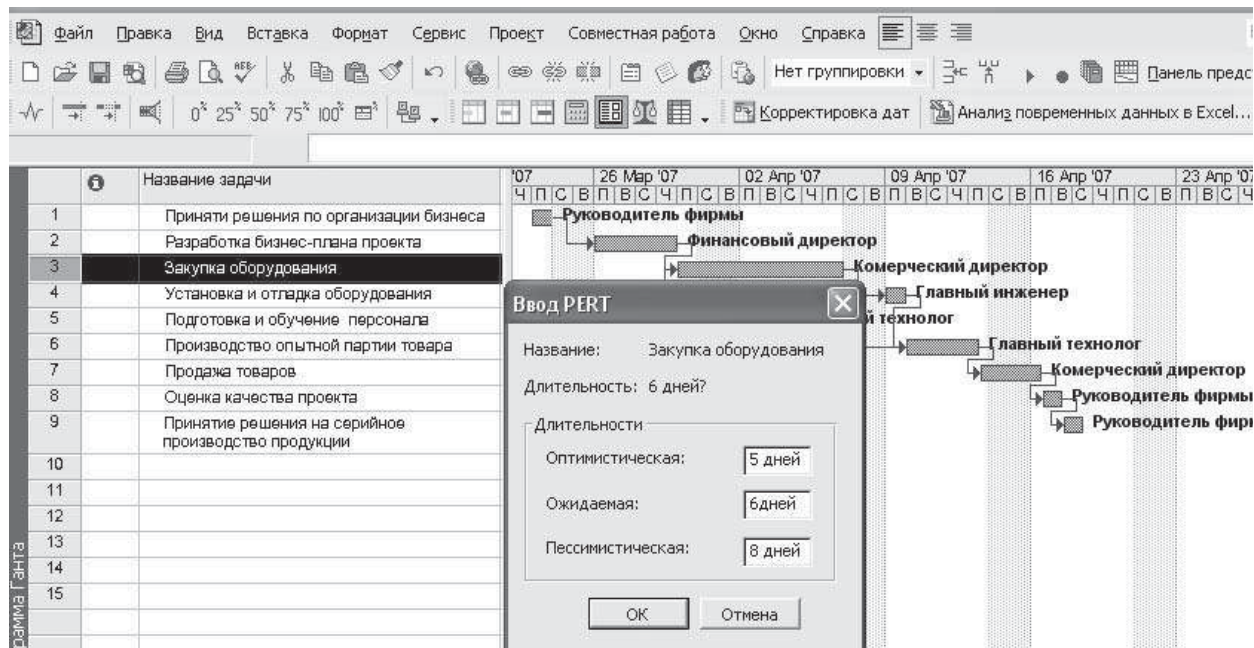 Файл Правка Вид Вставка Формат Сервис Проект Совместная работа Окно Справка
Нет группировки Панель предс
0% 25% 50% 75% 100% Корректировка дат Анализ повременных данных в Excel...
Название задачи
'07 26 Мар '07 02 Апр '07 09 Апр '07 16 Апр '07 23 Апр '07
Ч П С В П В С Ч П С В П В С Ч П С В П В С Ч П С В П В С Ч П С В П В С Ч
1 Приняти решения по организации бизнеса Руководитель фирмы
2 Разработка бизнес-плана проекта Финансовый директор
3 Закупка оборудования Комерческий директор
4 Установка и отладка оборудования Главный инженер
5 Подготовка и обучение персонала й технолог
6 Производство опытной партии товара Главный технолог
7 Продажа товаров Комерческий директор
8 Оценка качества проекта Руководитель фирмы
9 Принятие решения на серийное производство продукции Руководитель фир
10
11
12
13
14
15
рамма Ганта
Ввод PERT
Название: Закупка оборудования
Длительность: 6 дней?
Длительности
Оптимистическая: 5 дней
Ожидаемая: 6дней
Пессимистическая: 8 дней
ОК Отмена